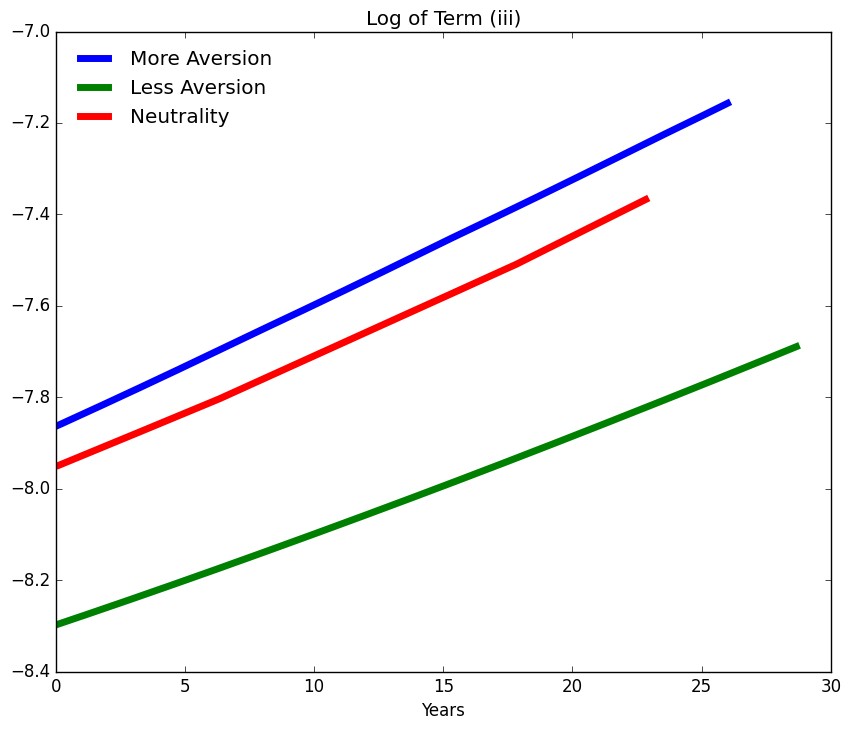 Log of Term (iii)
More Aversion
Less Aversion
Neutrality
−7.0
−7.2
−7.4
−7.6
−7.8
−8.0
−8.2
−8.4
0 5 10 15 20 25 30
Years